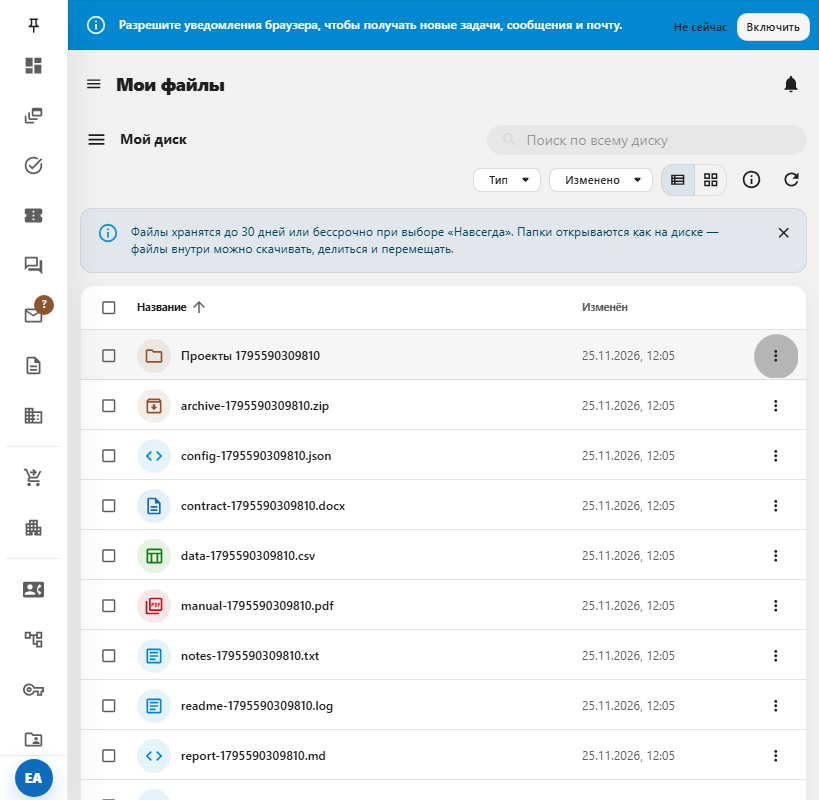 Разрешите уведомления браузера, чтобы получать новые задачи, сообщения и почту.
Не сейчас
Включить
Мои файлы
Мой диск
Поиск по всему диску
Тип
Изменено
Файлы хранятся до 30 дней или бессрочно при выборе «Навсегда». Папки открываются как на диске —
файлы внутри можно скачивать, делиться и перемещать.
Название
Изменён
Проекты 1795590309810
25.11.2026, 12:05
archive-1795590309810.zip
25.11.2026, 12:05
config-1795590309810.json
25.11.2026, 12:05
contract-1795590309810.docx
25.11.2026, 12:05
data-1795590309810.csv
25.11.2026, 12:05
PDF
manual-1795590309810.pdf
25.11.2026, 12:05
notes-1795590309810.txt
25.11.2026, 12:05
readme-1795590309810.log
25.11.2026, 12:05
report-1795590309810.md
25.11.2026, 12:05
?
EA